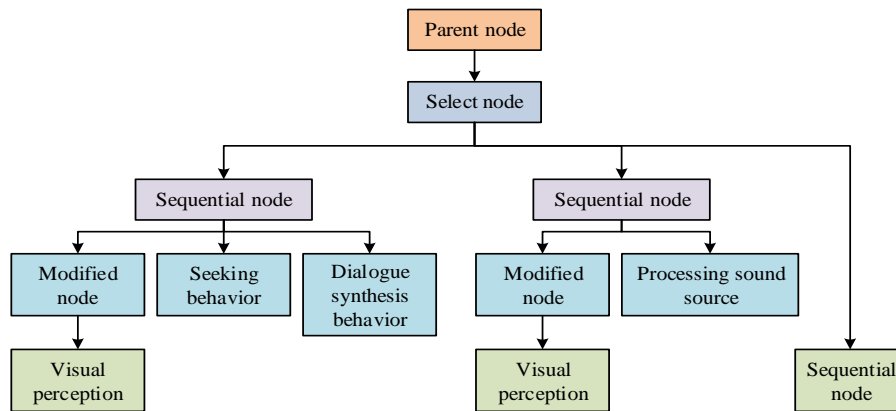 Parent node
Select node
Sequential node
Sequential node
Modified
node
Seeking
behavior
Dialogue
synthesis
behavior
Modified
node
Processing sound
source
Visual
perception
Visual
perception
Sequential
node